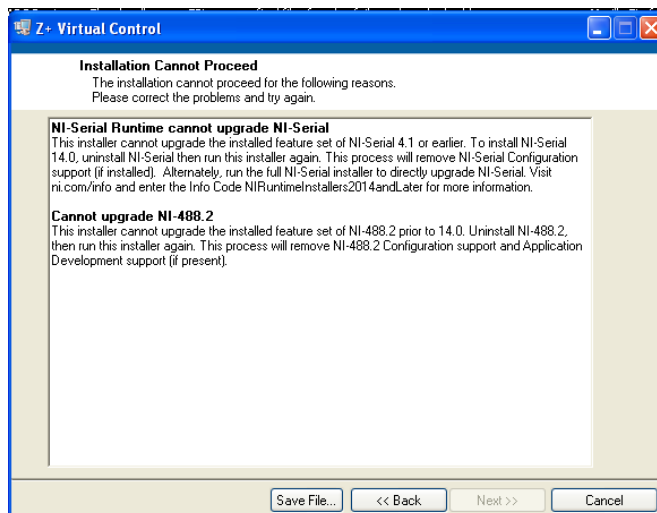 Z+ Virtual Control
Installation Cannot Proceed
The installation cannot proceed for the following reasons.
Please correct the problems and try again.
NI-Serial Runtime cannot upgrade NI-Serial
This installer cannot upgrade the installed feature set of NI-Serial 4.1 or earlier. To install NI-Serial
14.0, uninstall NI-Serial then run this installer again. This process will remove NI-Serial Configuration
support (if installed). Alternately, run the full NI-Serial installer to directly upgrade NI-Serial. Visit
ni.com/info and enter the Info Code NIRuntimeInstallers2014andLater for more information.
Cannot upgrade NI-488.2
This installer cannot upgrade the installed feature set of NI-488.2 prior to 14.0. Uninstall NI-488.2,
then run this installer again. This process will remove NI-488.2 Configuration support and Application
Development support (if present).
Save File... << Back Next >> Cancel